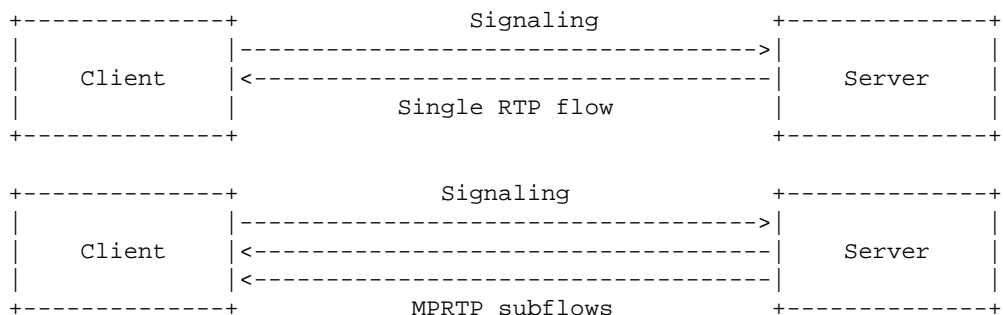 Signaling
Client Server
Single RTP flow
Signaling
Client Server
MPRTP subflows